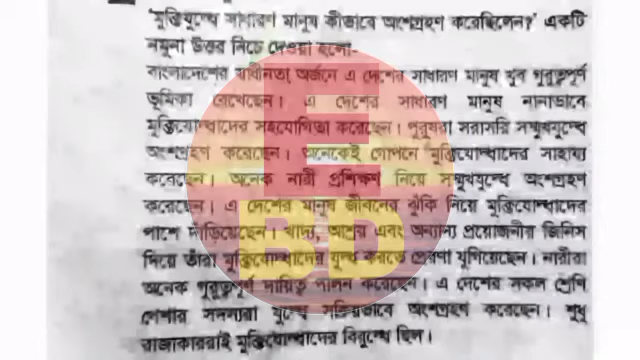 'মুক্তিযুদ্ধে সাধারণ মানুষ কীভাবে অংশগ্রহণ করেছিলেন?' একটি
নমুনা উত্তর নিচে দেওয়া হলো-
বাংলাদেশের স্বাধীনতা অর্জনে এ দেশের সাধারণ মানুষ খুব গুরুত্বপূর্ণ
ভূমিকা রেখেছেন। এ দেশের সাধারণ মানুষ নানাভাবে
মুক্তিযোদ্ধাদের সহযোগিতা করেছেন। পুরুষরা সরাসরি সম্মুখযুদ্ধে
অংশগ্রহণ করেছেন। অনেকেই গোপনে মুক্তিযোদ্ধাদের সাহায্য
করেছেন। অনেক নারী প্রশিক্ষণ নিয়ে সম্মুখযুদ্ধে অংশগ্রহণ
করেছেন। এ দেশের মানুষ জীবনের ঝুঁকি নিয়ে মুক্তিযোদ্ধাদের
পাশে দাঁড়িয়েছেন। খাদ্য, আশ্রয় এবং অন্যান্য প্রয়োজনীয় জিনিস
দিয়ে তাঁরা মুক্তিযোদ্ধাদের যুদ্ধ করতে প্রেরণা যুগিয়েছেন। নারীরা
অনেক গুরুত্বপূর্ণ দায়িত্ব পালন করেছেন। এ দেশের সকল শ্রেণি
পেশার সদস্যরা যুদ্ধে সক্রিয়ভাবে অংশগ্রহণ করেছেন। শুধু
রাজাকাররাই মুক্তিযোদ্ধাদের বিরুদ্ধে ছিল।
E
BD